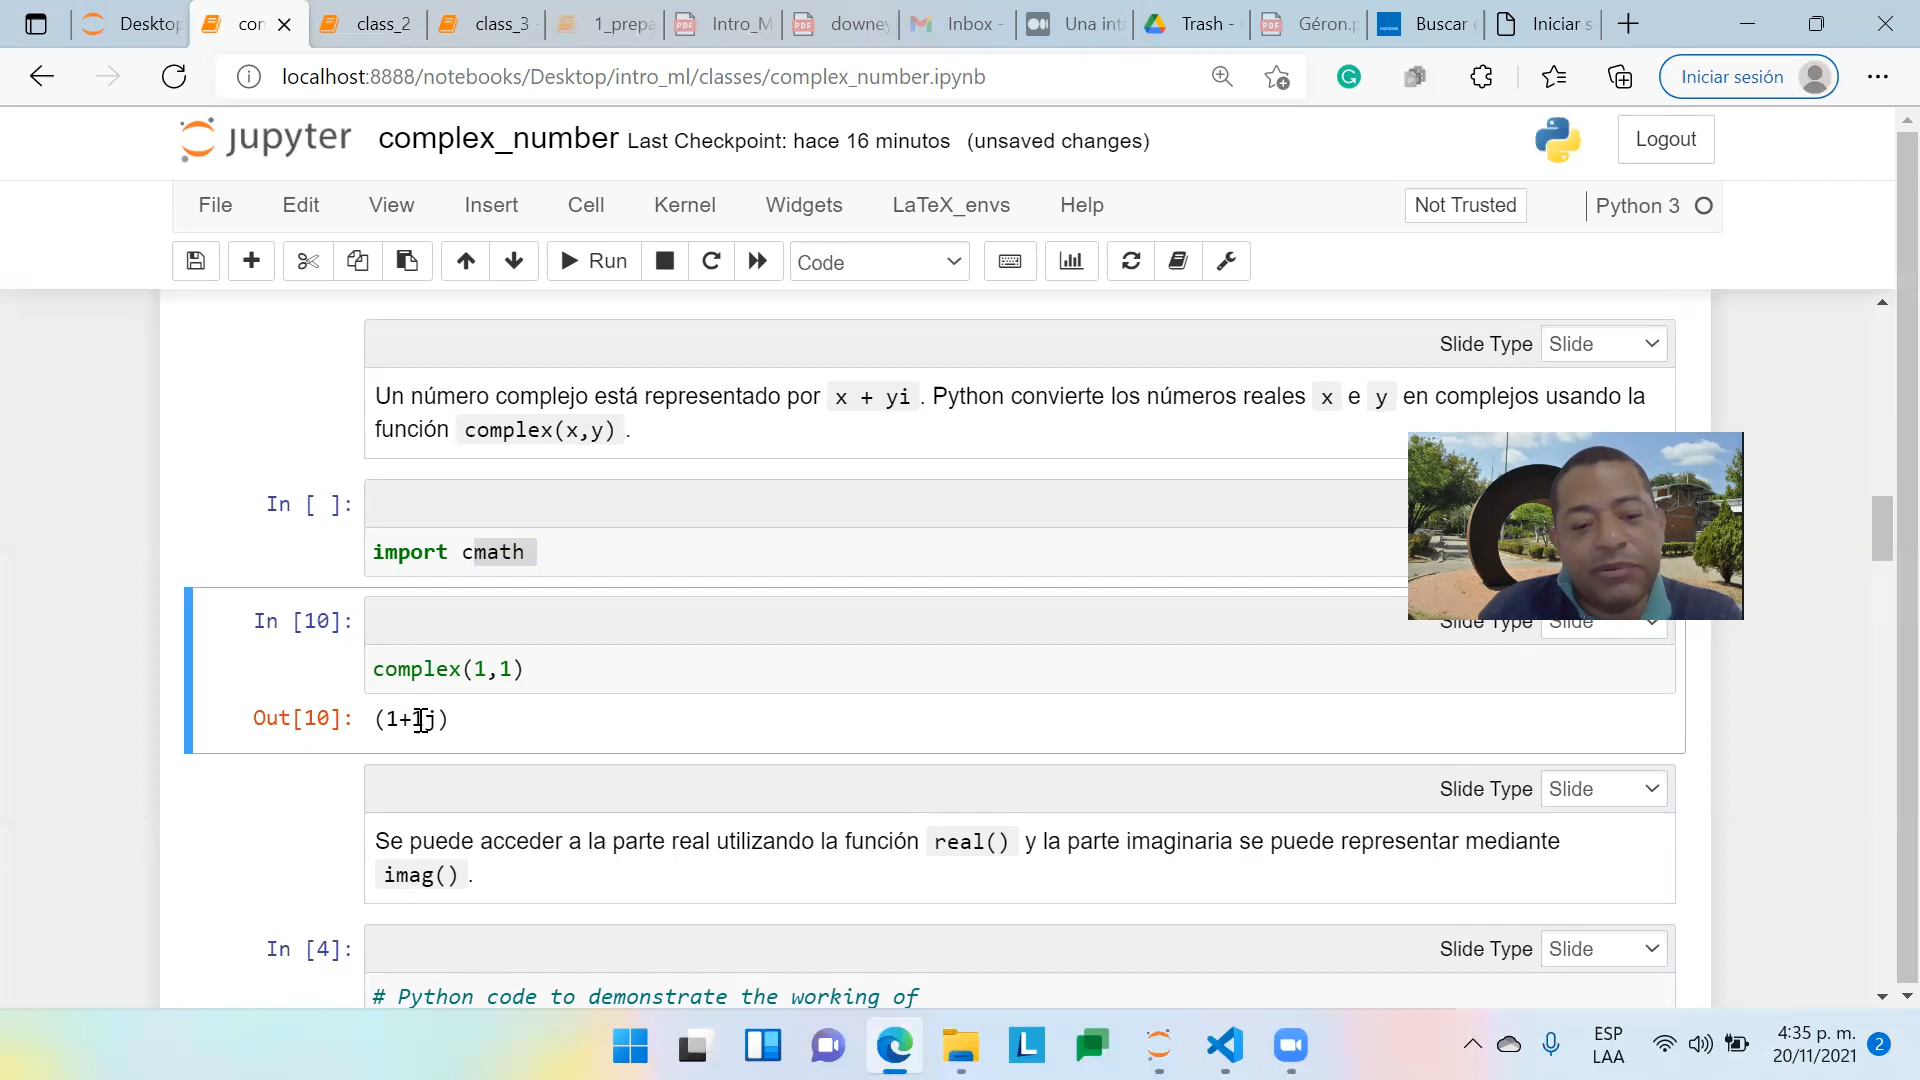 Desktop
con
class_2
class_3
1_prepa
Intro_M
downey
Inbox -
Una int
Trash -
Géron.p
Buscar
Iniciar s
localhost:8888/notebooks/Desktop/intro_ml/classes/complex_number.ipynb
Iniciar sesión
jupyter complex_number Last Checkpoint: hace 16 minutos (unsaved changes)
Logout
File Edit View Insert Cell Kernel Widgets LaTeX_envs Help
Not Trusted
Python 3
Run
Code
Slide Type Slide
Un número complejo está representado por x + yi . Python convierte los números reales x e y en complejos usando la
función complex(x,y) .
In [ ]:
import cmath
In [10]:
Slide Type Slide
complex(1,1)
Out[10]: (1+1j)
Slide Type Slide
Se puede acceder a la parte real utilizando la función real() y la parte imaginaria se puede representar mediante
imag() .
In [4]:
Slide Type Slide
# Python code to demonstrate the working of
L
ESP
LAA
4:35 p. m.
20/11/2021
2